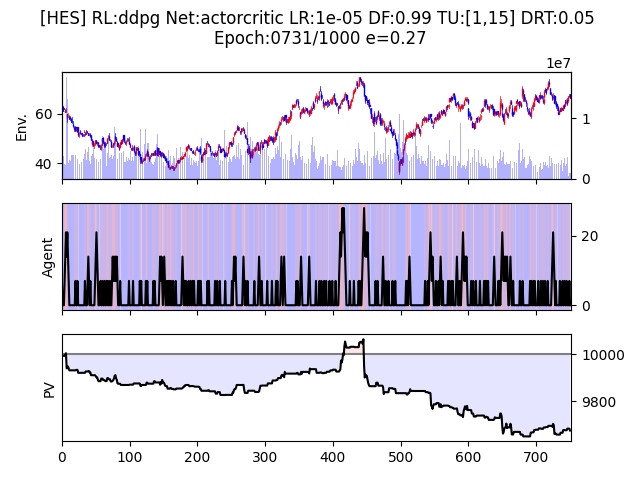 [HES] RL:ddpg Net:actorcritic LR:1e-05 DF:0.99 TU:[1,15] DRT:0.05
Epoch:0731/1000 e=0.27
1e7
Env.
60
40
1
0
Agent
20
0
PV
10000
9800
0 100 200 300 400 500 600 700